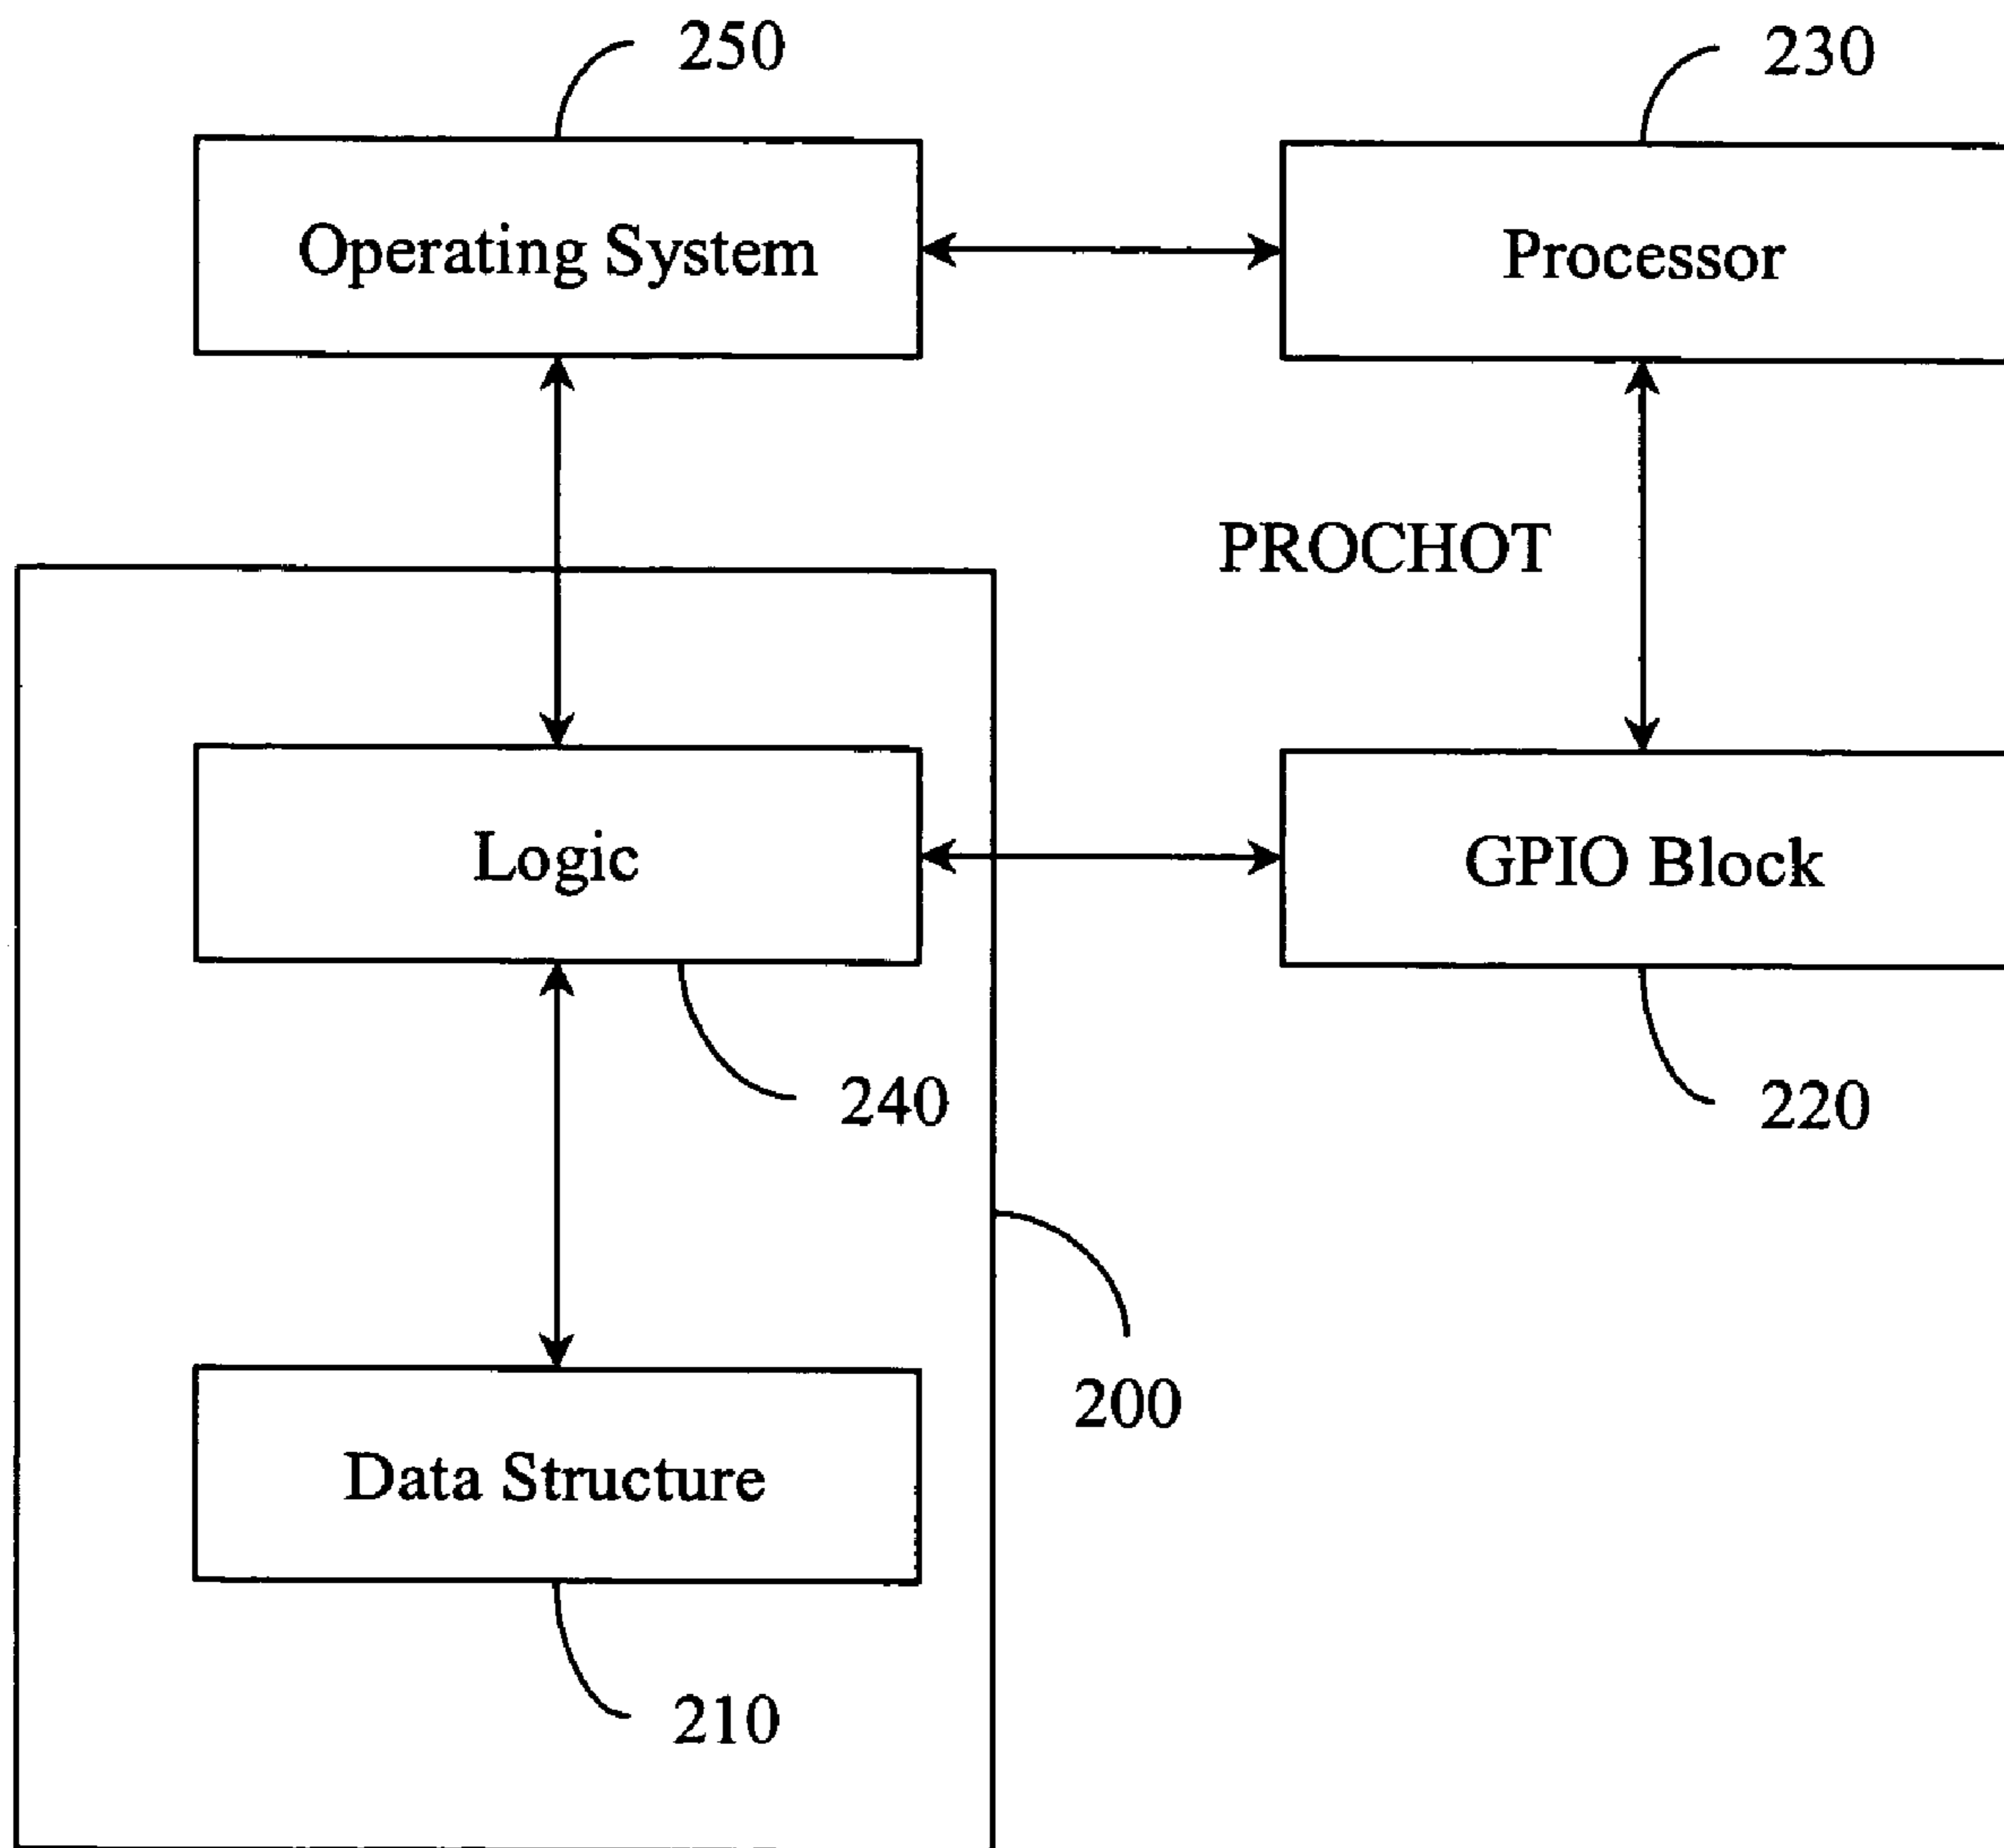 250
230
Operating System
Processor
PROCHOT
Logic
GPIO Block
240
220
200
Data Structure
210